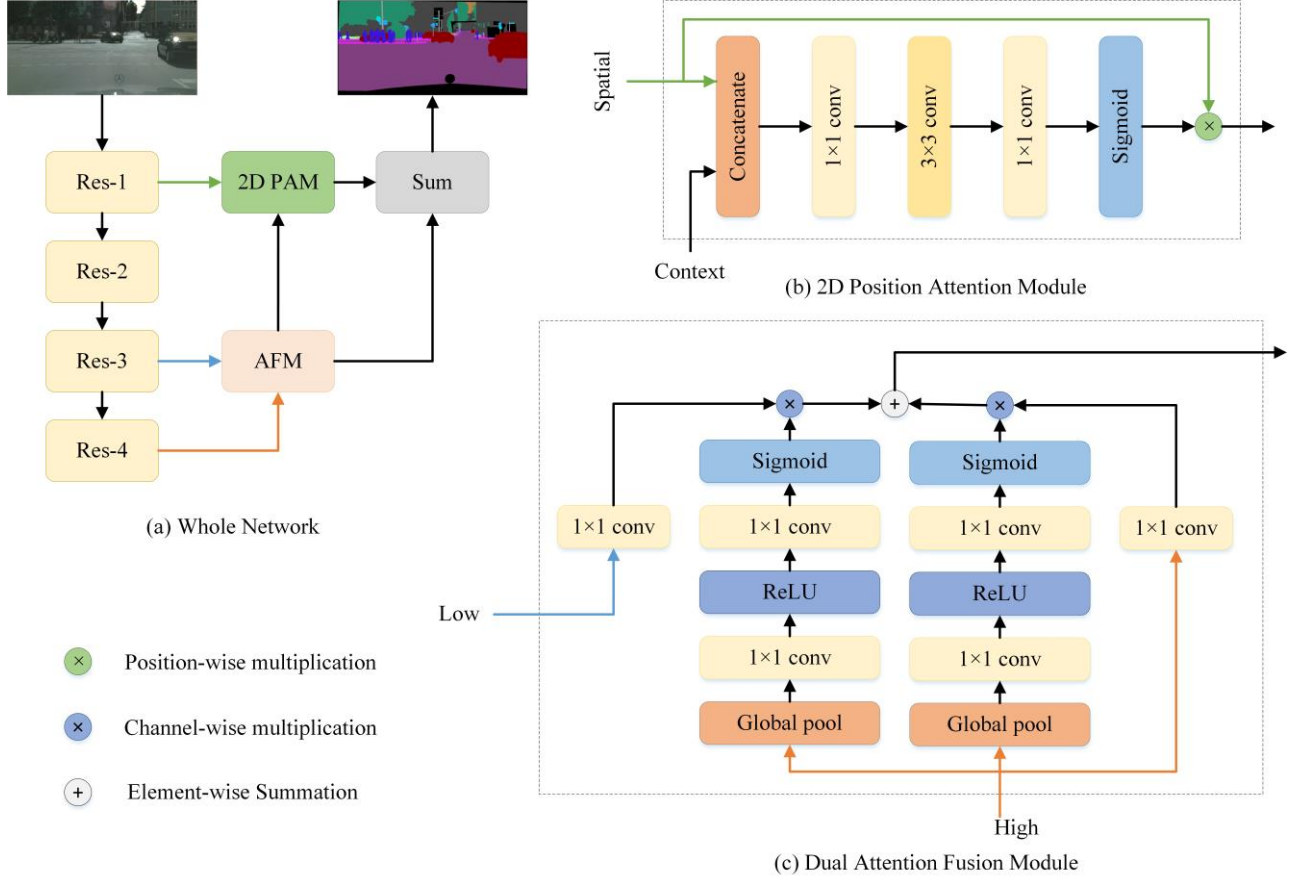 Res-1
2D PAM
Sum
Res-2
Res-3
AFM
Res-4
(a) Whole Network
× Position-wise multiplication
× Channel-wise multiplication
+ Element-wise Summation
Spatial
Context
Concatenate
1×1 conv
3×3 conv
1×1 conv
Sigmoid
×
(b) 2D Position Attention Module
×
+
×
Sigmoid
Sigmoid
1×1 conv
1×1 conv
1×1 conv
1×1 conv
ReLU
ReLU
Low
1×1 conv
1×1 conv
Global pool
Global pool
High
(c) Dual Attention Fusion Module